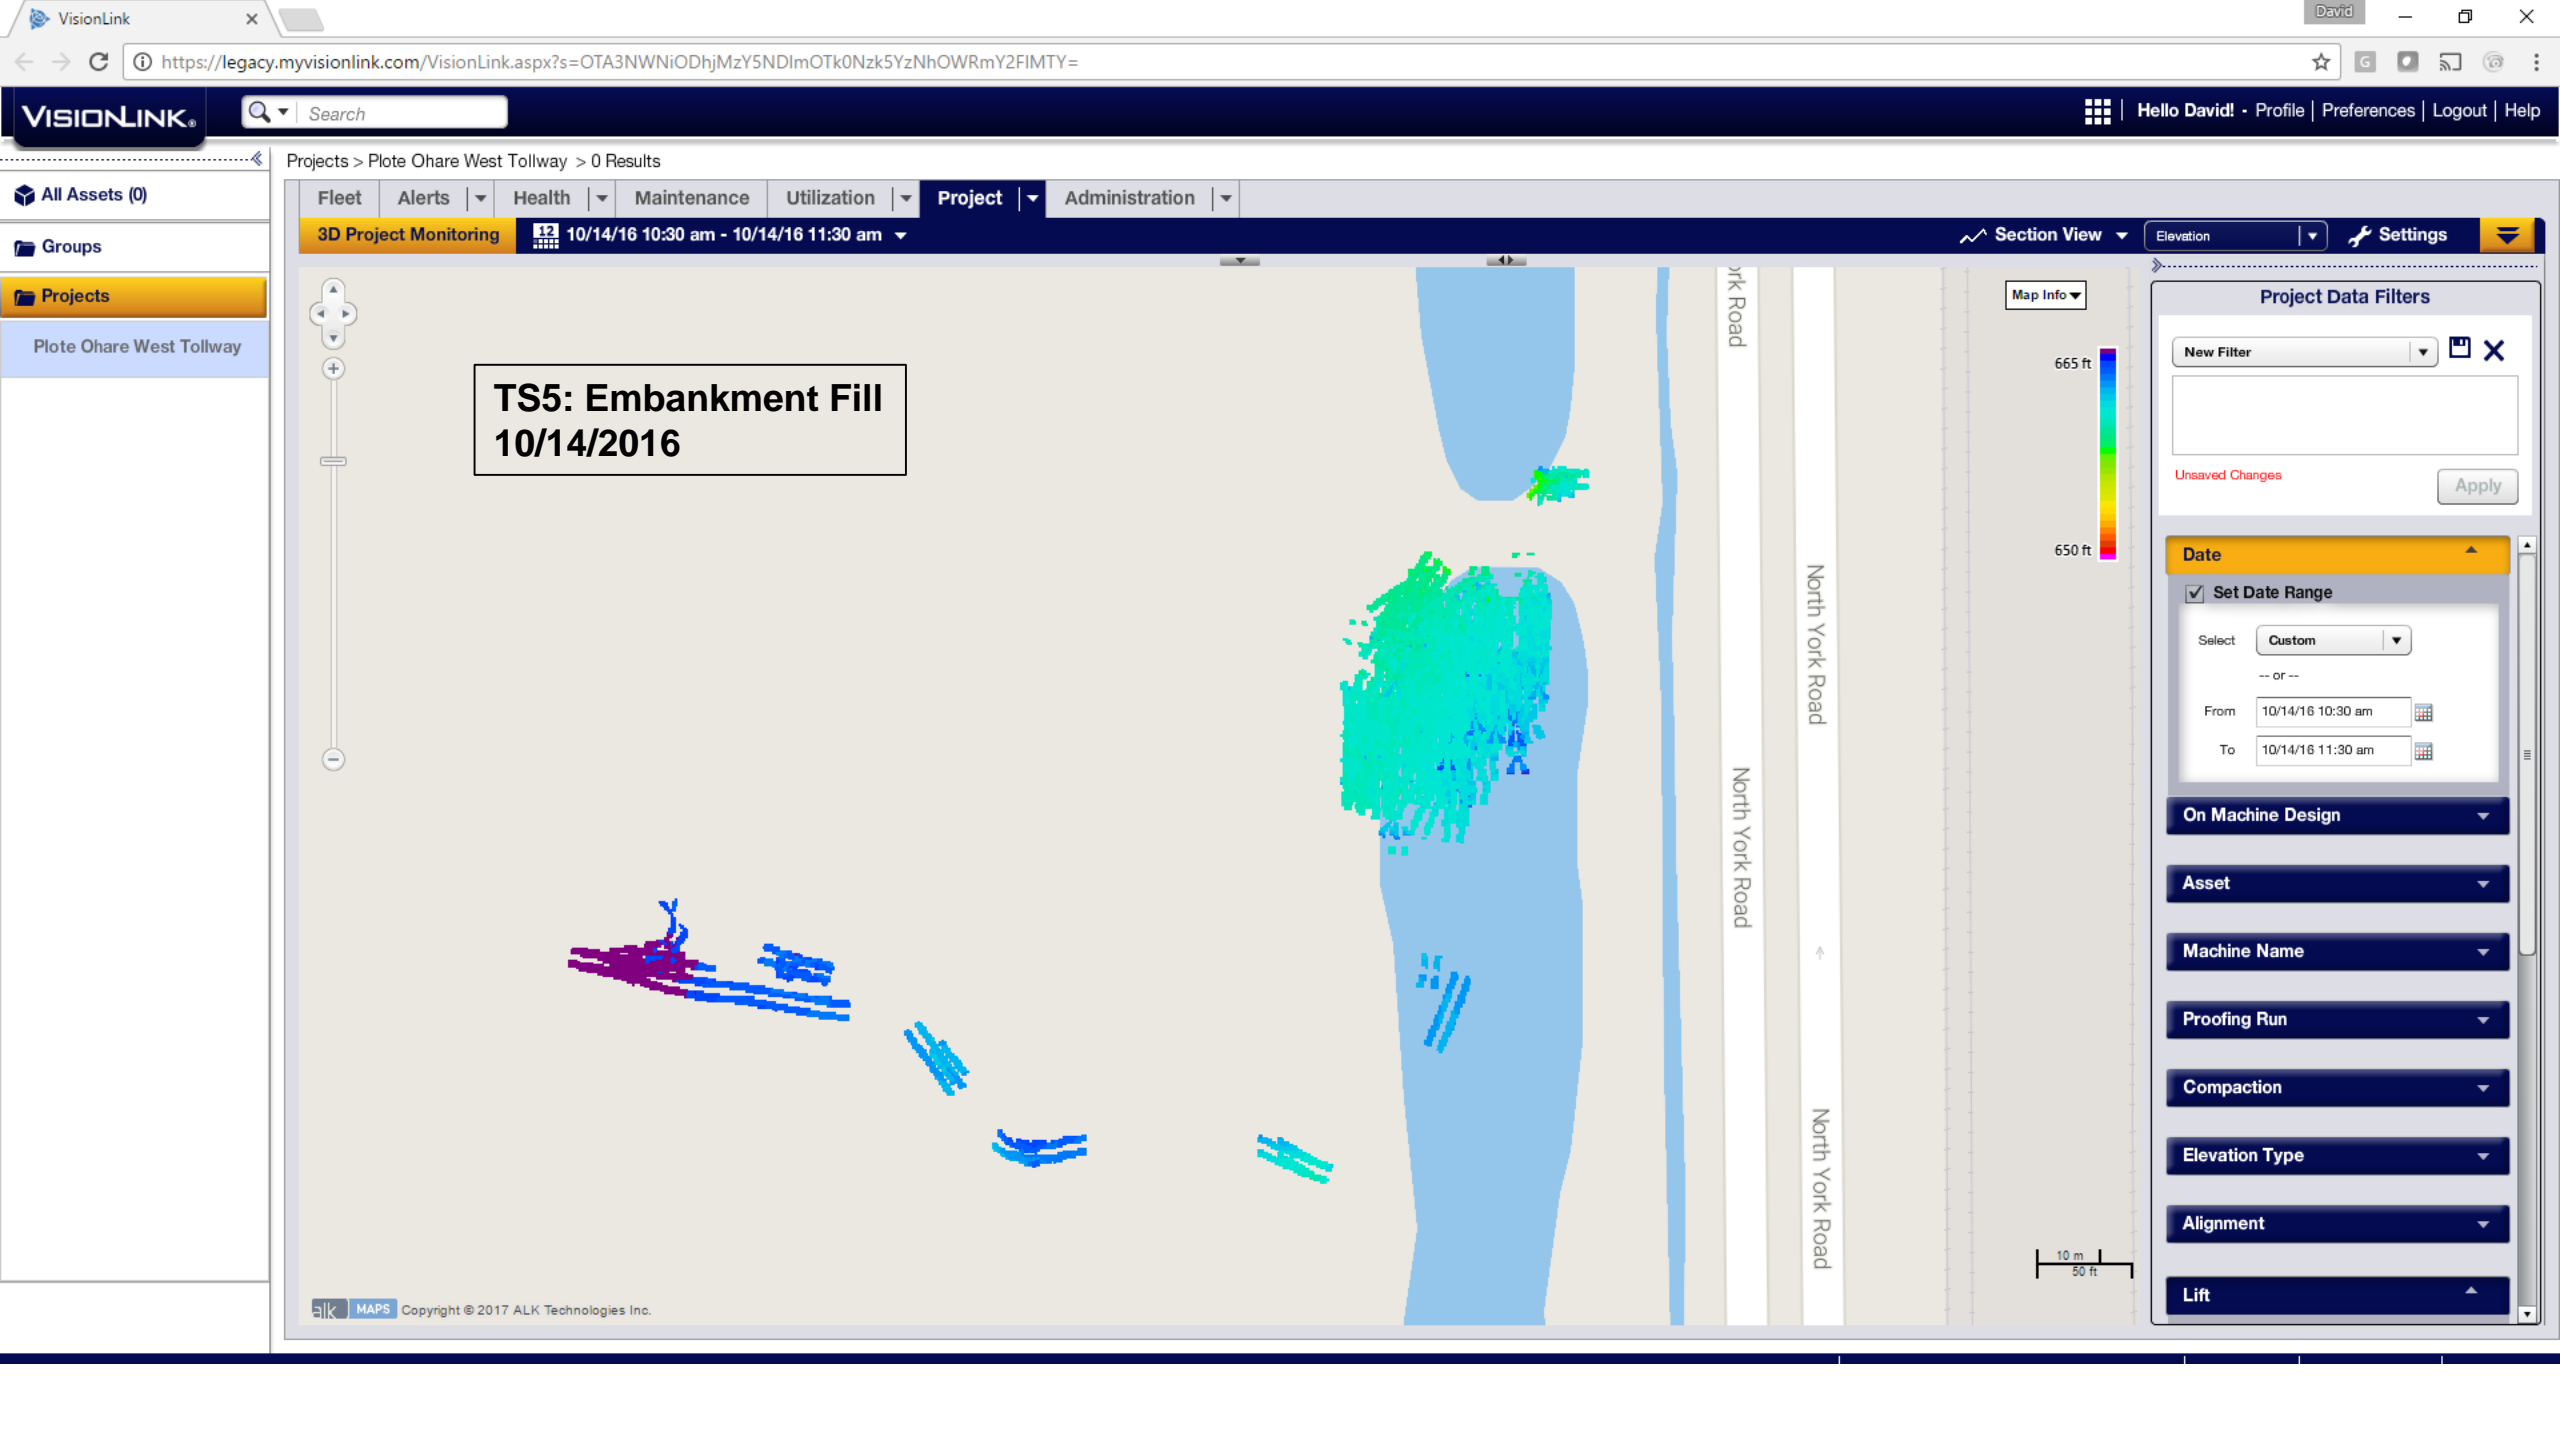 VisionLink
David
https://legacy.myvisionlink.com/VisionLink.aspx?s=OTA3NWNiODhjMzY5NDlmOTk0Nzk5YzNhOWRmY2FlMTY=
VISIONLINK®
Search
Hello David! - Profile | Preferences | Logout | Help
Projects > Plote Ohare West Tollway > 0 Results
All Assets (0)
Groups
Projects
Plote Ohare West Tollway
Fleet
Alerts
Health
Maintenance
Utilization
Project
Administration
3D Project Monitoring
12
10/14/16 10:30 am - 10/14/16 11:30 am
Section View
Elevation
Settings
TS5: Embankment Fill
10/14/2016
rk Road
North York Road
North York Road
North York Road
Map Info
665 ft
650 ft
10 m
50 ft
alk MAPS Copyright © 2017 ALK Technologies Inc.
Project Data Filters
New Filter
Unsaved Changes
Apply
Date
Set Date Range
Select Custom
-- or --
From 10/14/16 10:30 am
To 10/14/16 11:30 am
On Machine Design
Asset
Machine Name
Proofing Run
Compaction
Elevation Type
Alignment
Lift